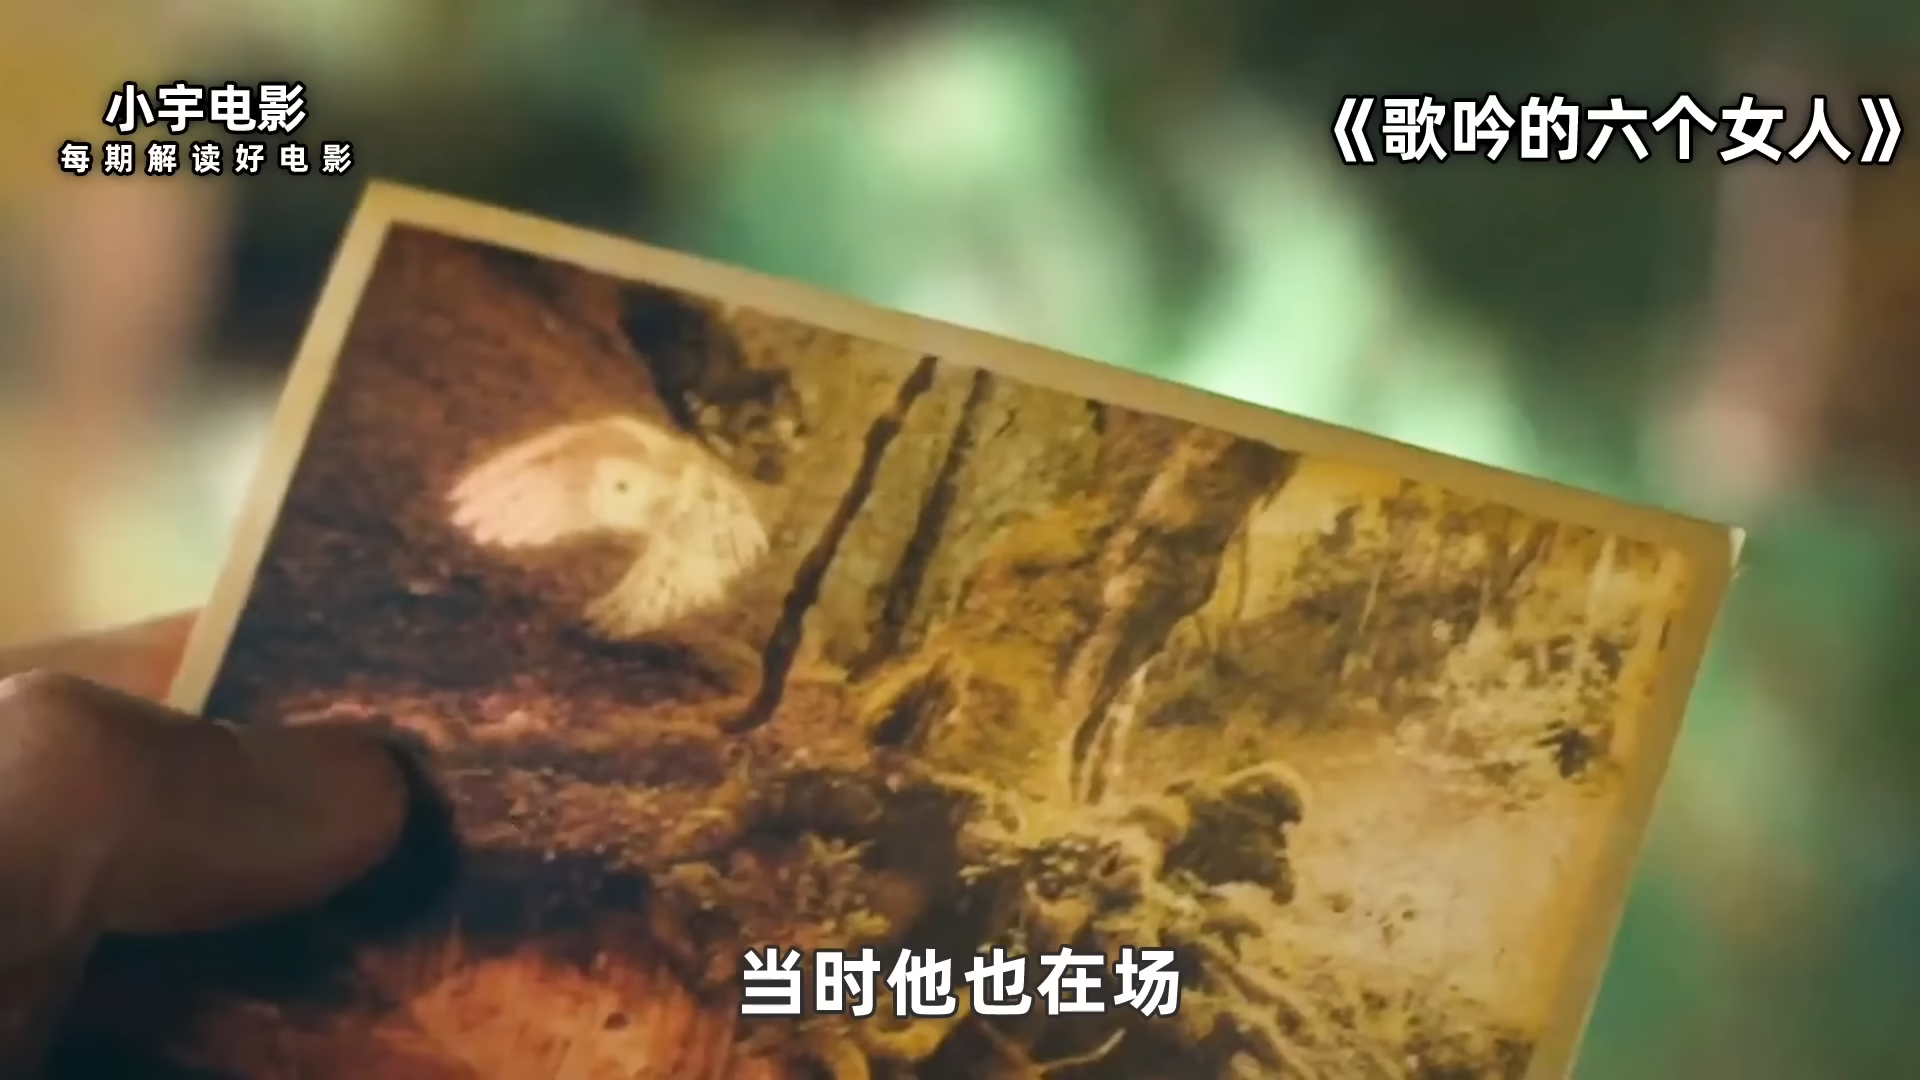 小宇电影
每期解读好电影
《歌吟的六个女人》
当时他也在场